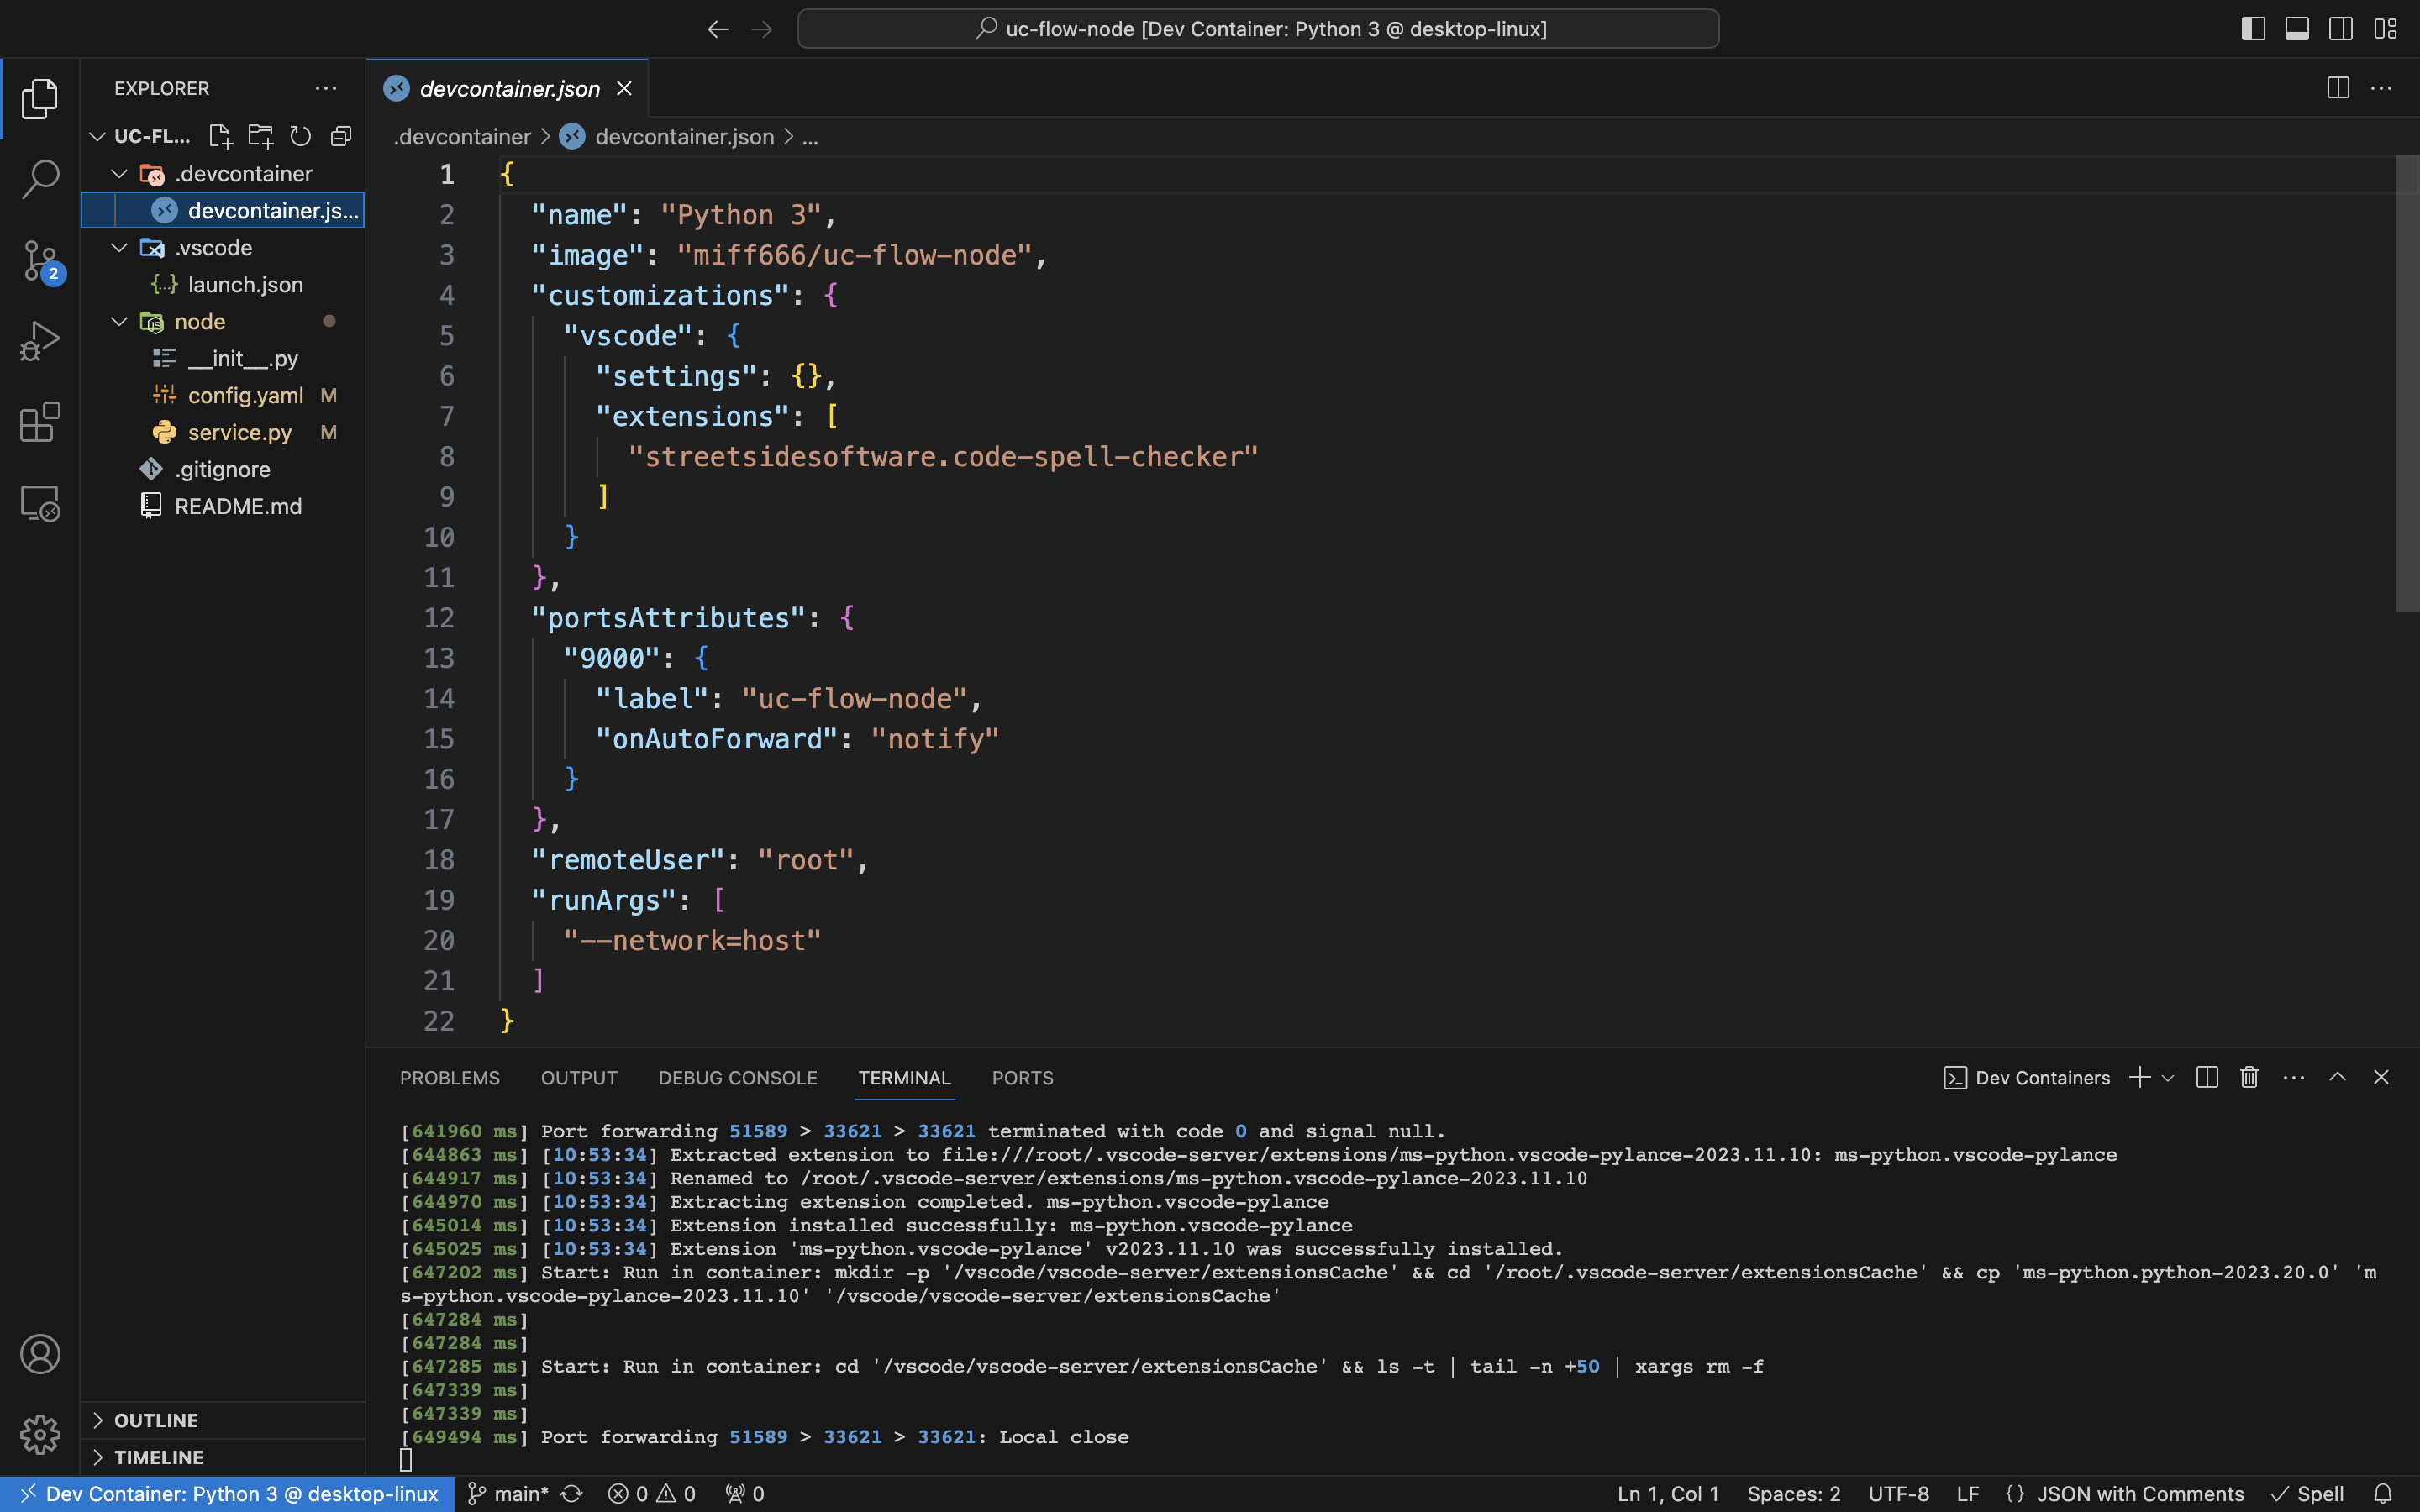 uc-flow-node [Dev Container: Python 3 @ desktop-linux]
EXPLORER
devcontainer.json
UC-FL...
.devcontainer > devcontainer.json > ...
.devcontainer
devcontainer.js...
.vscode
launch.json
node
__init__.py
config.yaml M
service.py M
.gitignore
README.md
2
OUTLINE
TIMELINE
1 {
2 "name": "Python 3",
3 "image": "miff666/uc-flow-node",
4 "customizations": {
5 "vscode": {
6 "settings": {},
7 "extensions": [
8 "streetsidesoftware.code-spell-checker"
9 ]
10 }
11 },
12 "portsAttributes": {
13 "9000": {
14 "label": "uc-flow-node",
15 "onAutoForward": "notify"
16 }
17 },
18 "remoteUser": "root",
19 "runArgs": [
20 "--network=host"
21 ]
22 }
PROBLEMS OUTPUT DEBUG CONSOLE TERMINAL PORTS Dev Containers
[641960 ms] Port forwarding 51589 > 33621 > 33621 terminated with code 0 and signal null.
[644863 ms] [10:53:34] Extracted extension to file:///root/.vscode-server/extensions/ms-python.vscode-pylance-2023.11.10: ms-python.vscode-pylance
[644917 ms] [10:53:34] Renamed to /root/.vscode-server/extensions/ms-python.vscode-pylance-2023.11.10
[644970 ms] [10:53:34] Extracting extension completed. ms-python.vscode-pylance
[645014 ms] [10:53:34] Extension installed successfully: ms-python.vscode-pylance
[645025 ms] [10:53:34] Extension 'ms-python.vscode-pylance' v2023.11.10 was successfully installed.
[647202 ms] Start: Run in container: mkdir -p '/vscode/vscode-server/extensionsCache' && cd '/root/.vscode-server/extensionsCache' && cp 'ms-python.python-2023.20.0' 'm
s-python.vscode-pylance-2023.11.10' '/vscode/vscode-server/extensionsCache'
[647284 ms]
[647284 ms]
[647285 ms] Start: Run in container: cd '/vscode/vscode-server/extensionsCache' && ls -t | tail -n +50 | xargs rm -f
[647339 ms]
[647339 ms]
[649494 ms] Port forwarding 51589 > 33621 > 33621: Local close
Dev Container: Python 3 @ desktop-linux main* 0 0 0 Ln 1, Col 1 Spaces: 2 UTF-8 LF {} JSON with Comments Spell